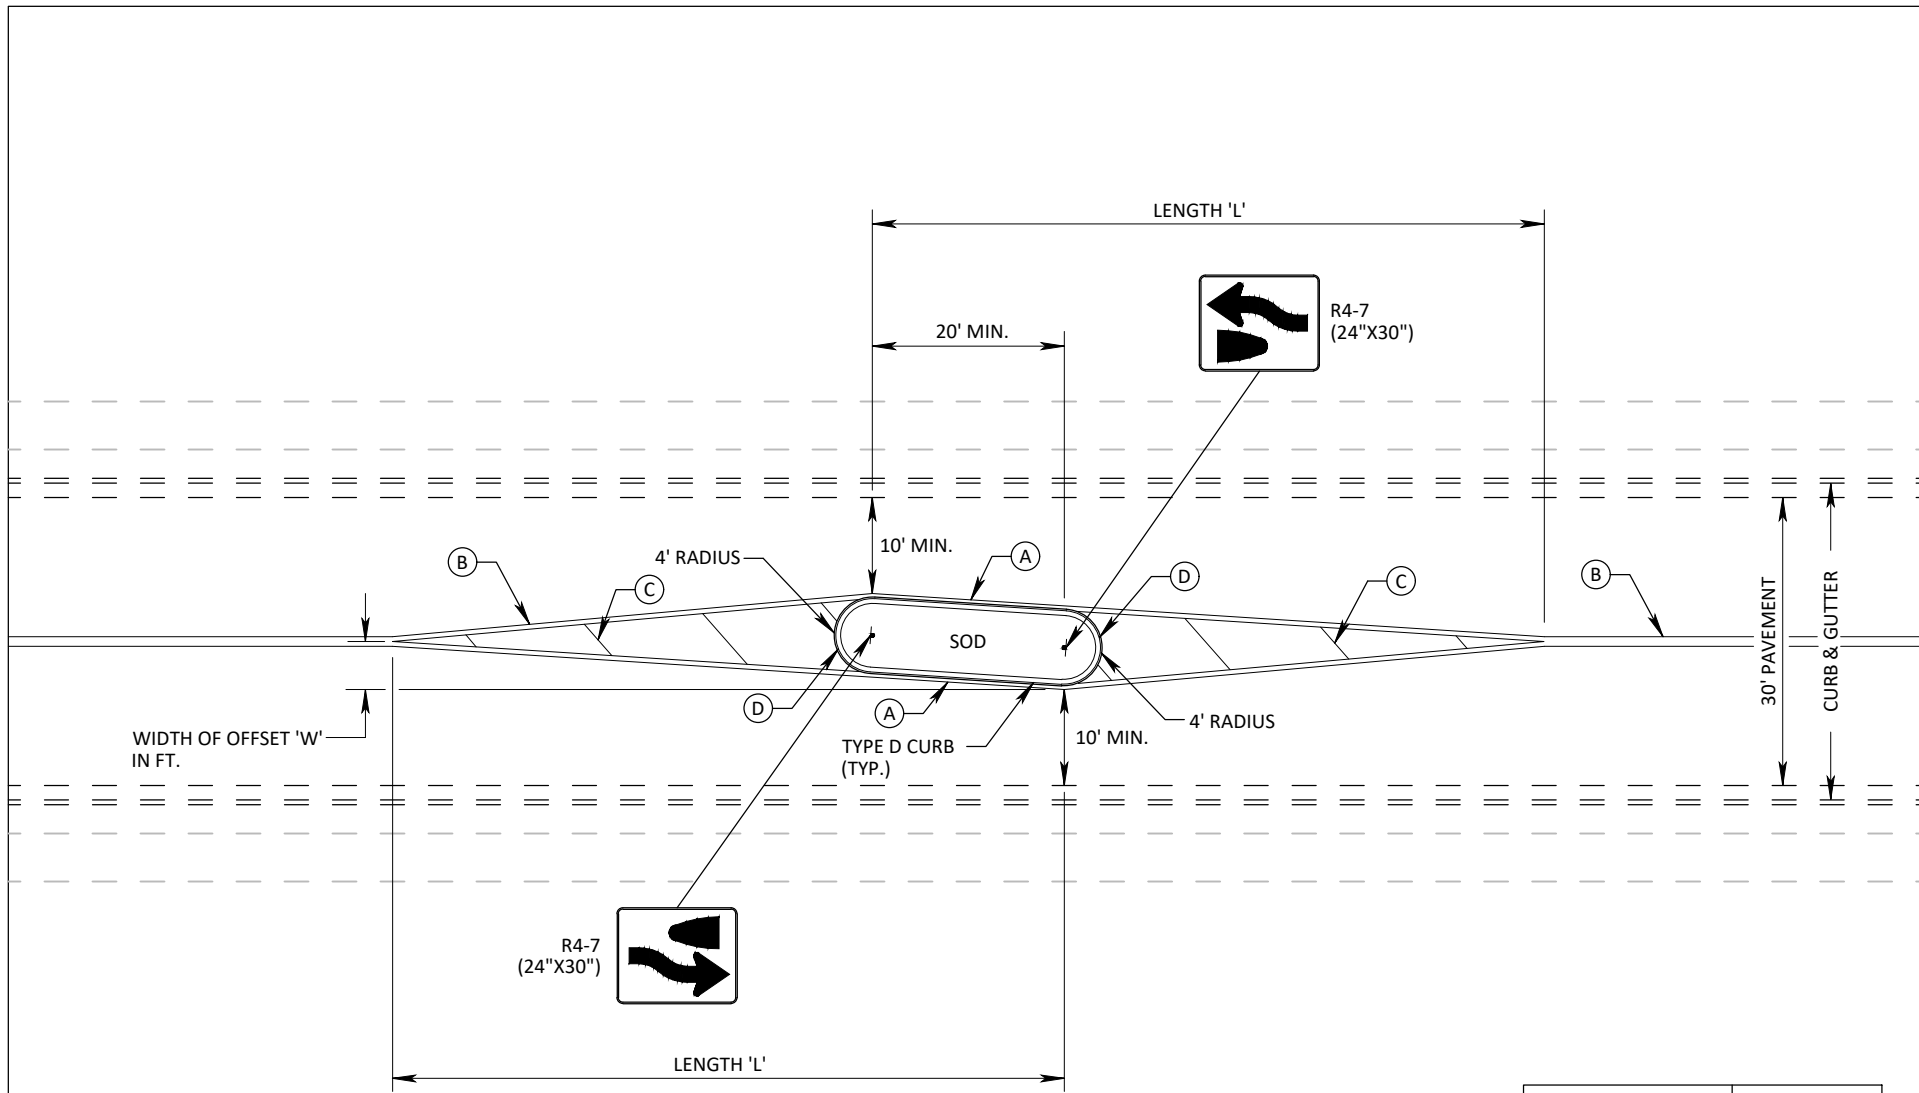 LENGTH 'L'
R4-7
(24"X30")
20' MIN.
10' MIN.
4' RADIUS
A
B
C
D
C
B
SOD
30' PAVEMENT
CURB & GUTTER
D
A
4' RADIUS
10' MIN.
WIDTH OF OFFSET 'W'
IN FT.
TYPE D CURB
(TYP.)
R4-7
(24"X30")
LENGTH 'L'